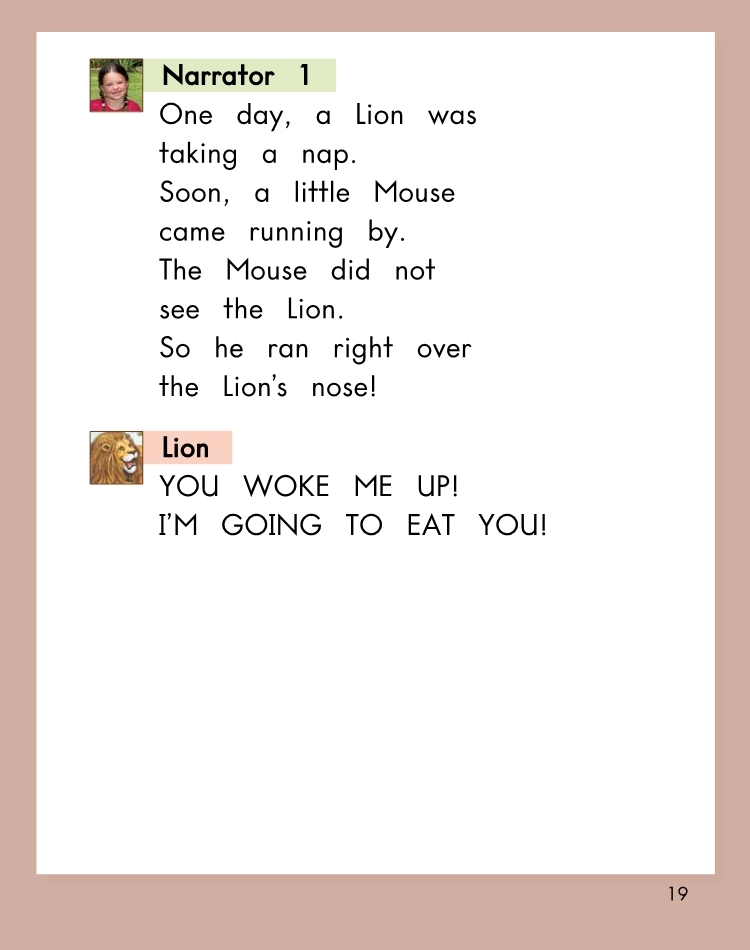 Narrator 1
One day, a Lion was
taking a nap.
Soon, a little Mouse
came running by.
The Mouse did not
see the Lion.
So he ran right over
the Lion’s nose!
Lion
YOU WOKE ME UP!
I’M GOING TO EAT YOU!
19